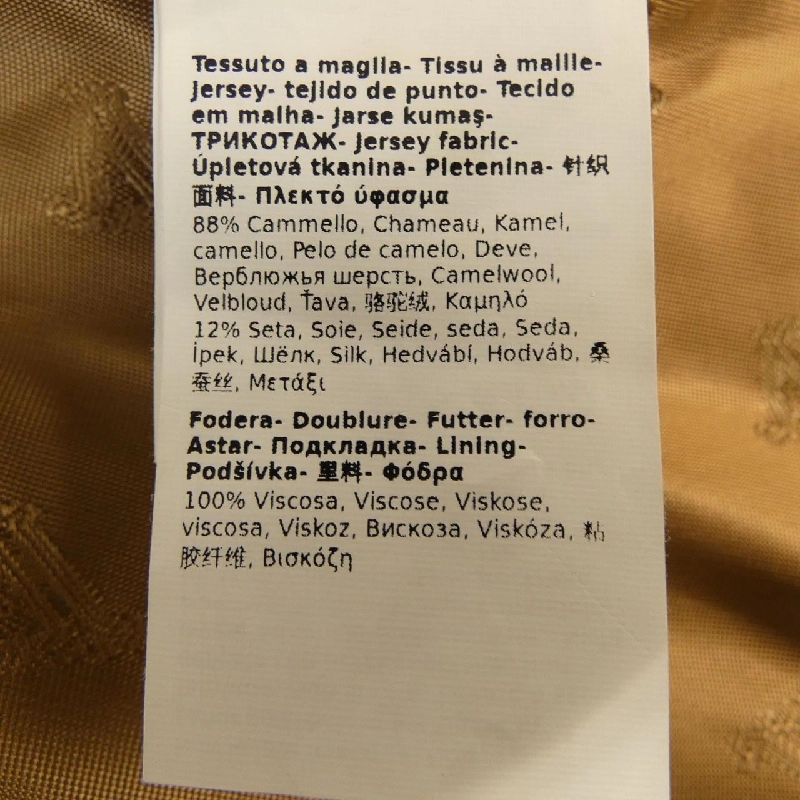 Tessuto a maglia- Tissu à maille-
Jersey- tejido de punto- Tecido
em malha- Jarse kumaş-
ТРИКОТАЖ- Jersey fabric-
Úpletová tkanina- Pletenina- 针织
面料- Πλεκτό ύφασμα
88% Cammello, Chameau, Kamel,
camello, Pelo de camelo, Deve,
Верблюжья шерсть, Camelwool,
Velbloud, Ťava, 骆驼绒, Καμηλό
12% Seta, Soie, Seide, seda, Seda,
İpek, Шёлк, Silk, Hedvábí, Hodváb, 桑
蚕丝, Μετάξι
Fodera- Doublure- Futter- forro-
Astar- Подкладка- Lining-
Podšívka- 里料- Φόδρα
100% Viscosa, Viscose, Viskose,
viscosa, Viskoz, Вискоза, Viskóza, 粘
胶纤维, Βισκόζη